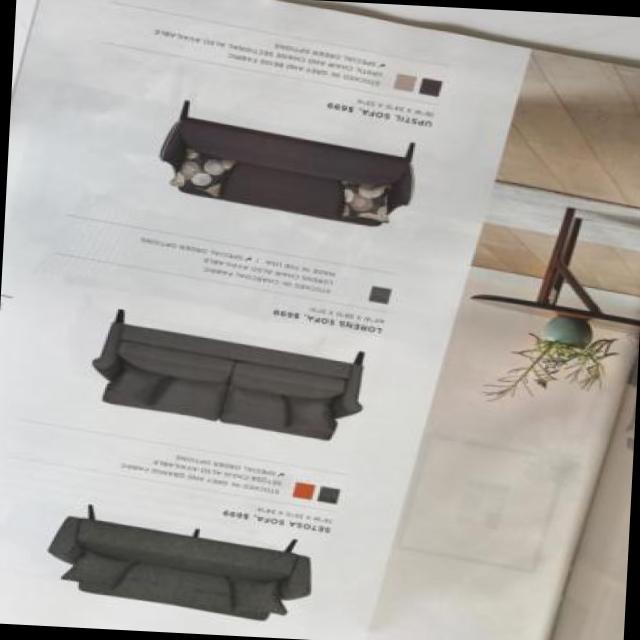 SETOSA SOFA, $699
STOCKED IN GREY AND ORANGE FABRIC
SETOSA CHAIR ALSO AVAILABLE
SPECIAL ORDER OPTIONS
LORENS SOFA, $699
STOCKED IN CHARCOAL FABRIC
LORENS CHAIR ALSO AVAILABLE
MADE IN THE USA SPECIAL ORDER OPTIONS
UPSTIL SOFA, $699
STOCKED IN GREY AND BEIGE FABRIC
UPSTIL CHAIR AND CHAISE SECTIONAL ALSO AVAILABLE
SPECIAL ORDER OPTIONS